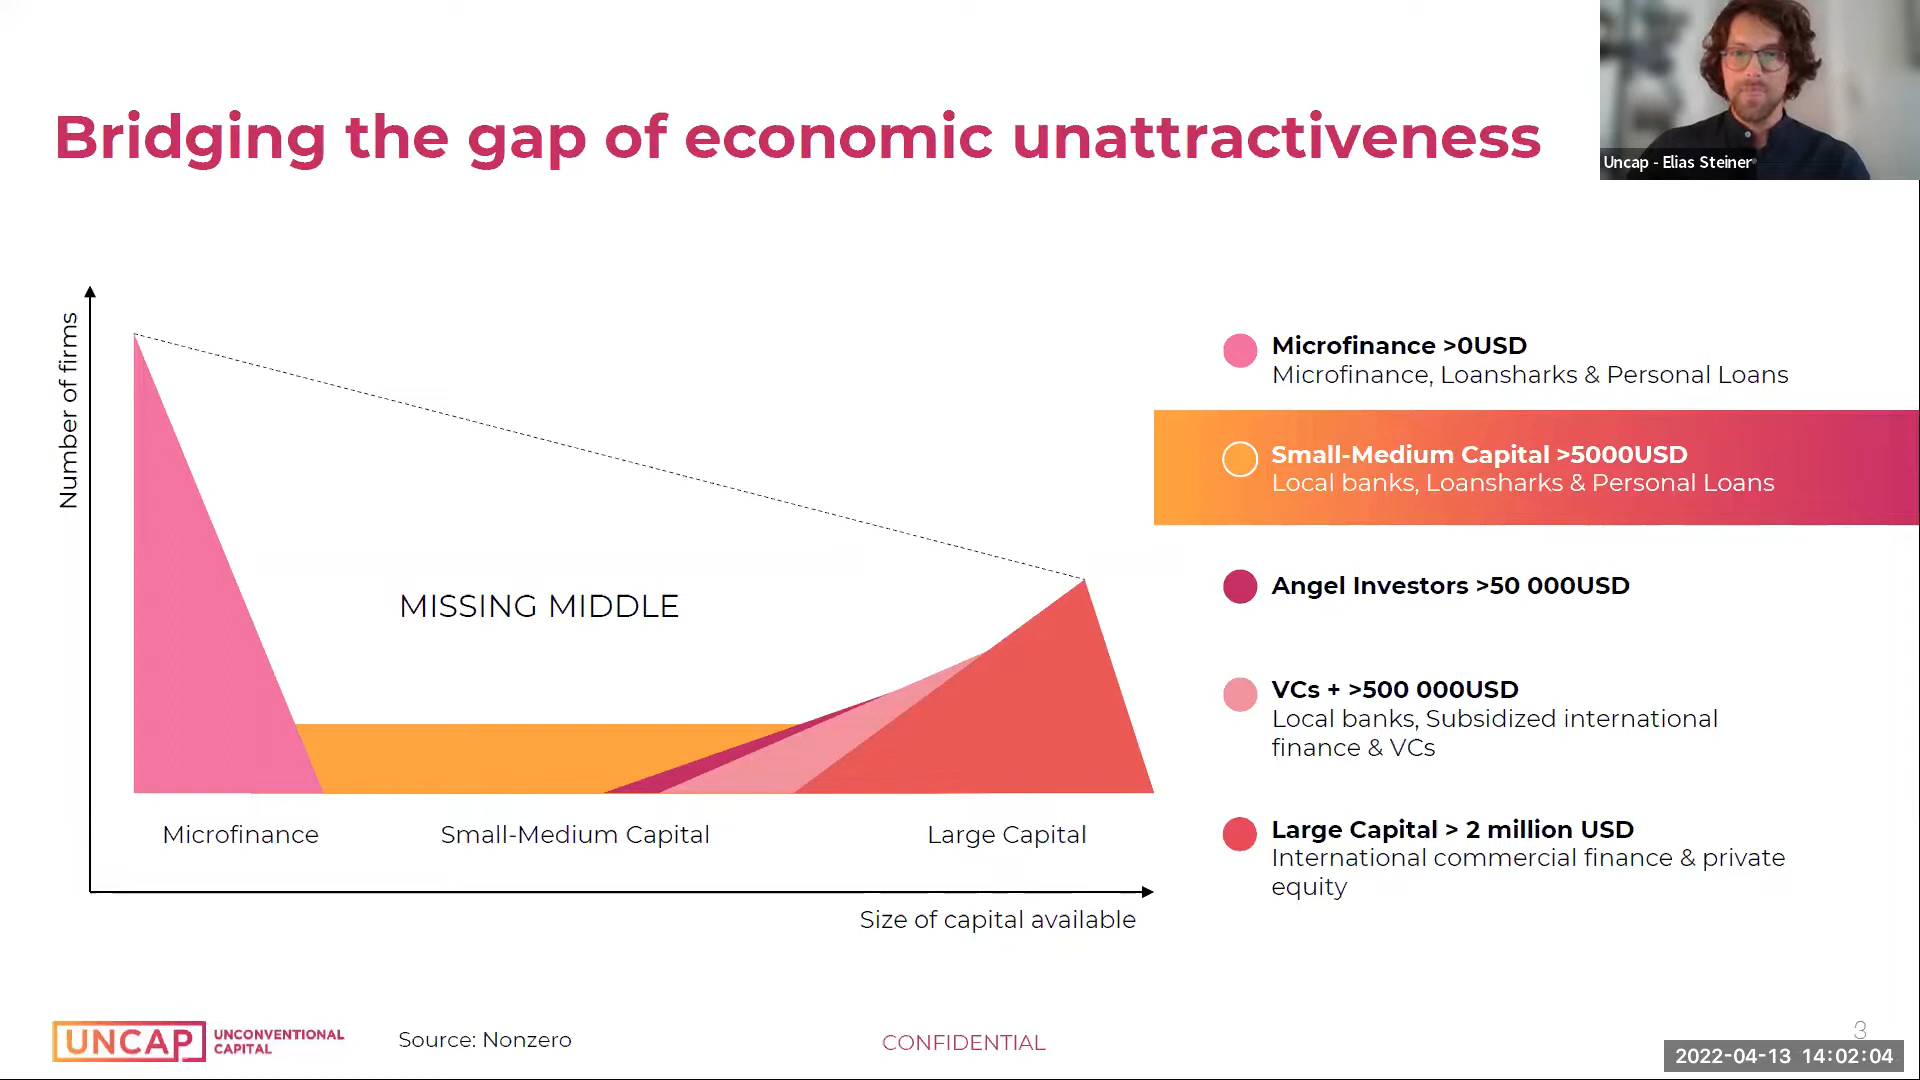 Bridging the gap of economic unattractiveness
Uncap - Elias Steiner
Number of firms
MISSING MIDDLE
Microfinance
Small-Medium Capital
Large Capital
Size of capital available
Microfinance >0USD
Microfinance, Loansharks & Personal Loans
Small-Medium Capital >5000USD
Local banks, Loansharks & Personal Loans
Angel Investors >50 000USD
VCs + >500 000USD
Local banks, Subsidized international
finance & VCs
Large Capital > 2 million USD
International commercial finance & private
equity
UNCAP
UNCONVENTIONAL
CAPITAL
Source: Nonzero
CONFIDENTIAL
3
2022-04-13 14:02:04